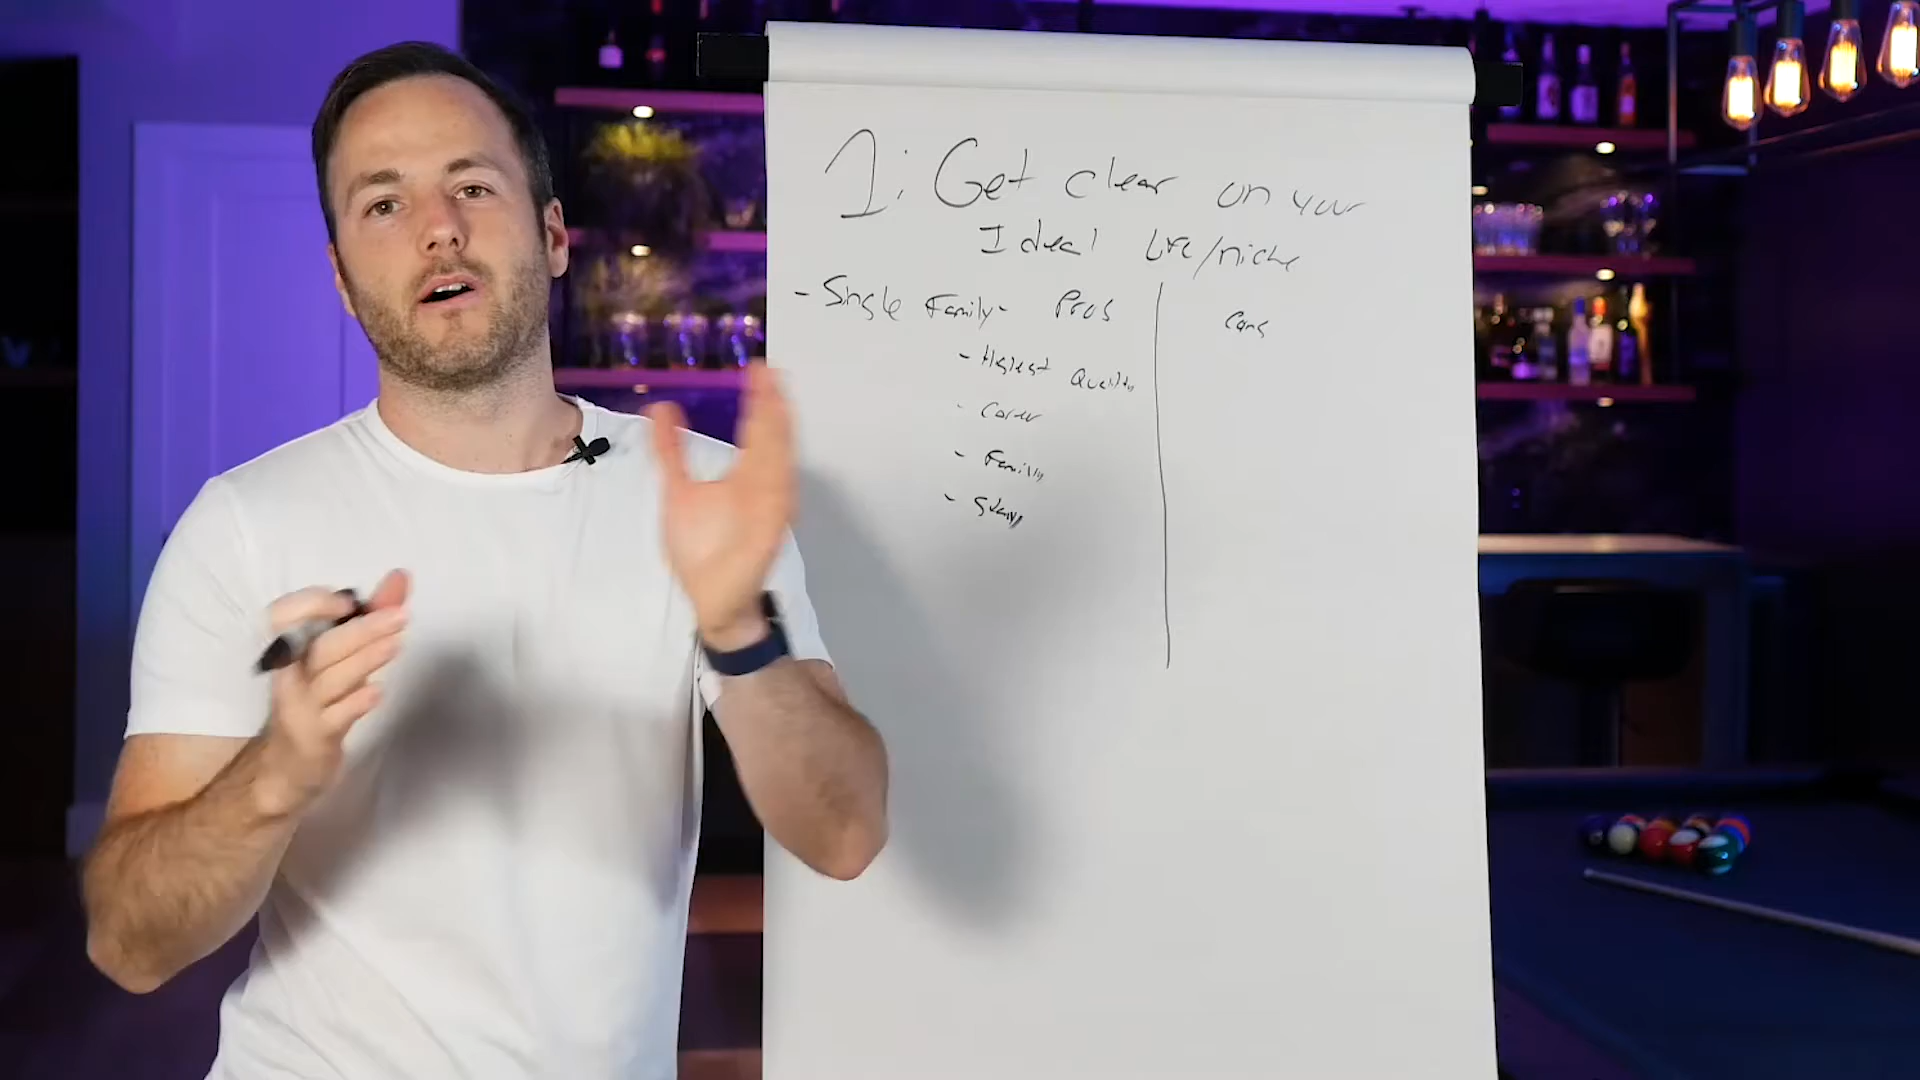 1: Get clear on your
Ideal life/niche
- Single Family- Pros
Cons
- Highest Quality
- Career
- Family